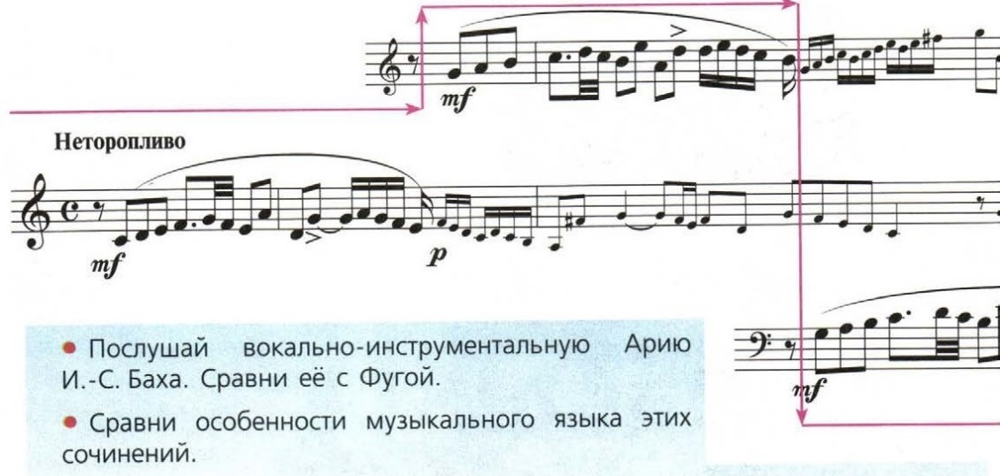 mf
Неторопливо
mf
p
mf
• Послушай вокально-инструментальную Арию
И.-С. Баха. Сравни её с Фугой.
• Сравни особенности музыкального языка этих
сочинений.